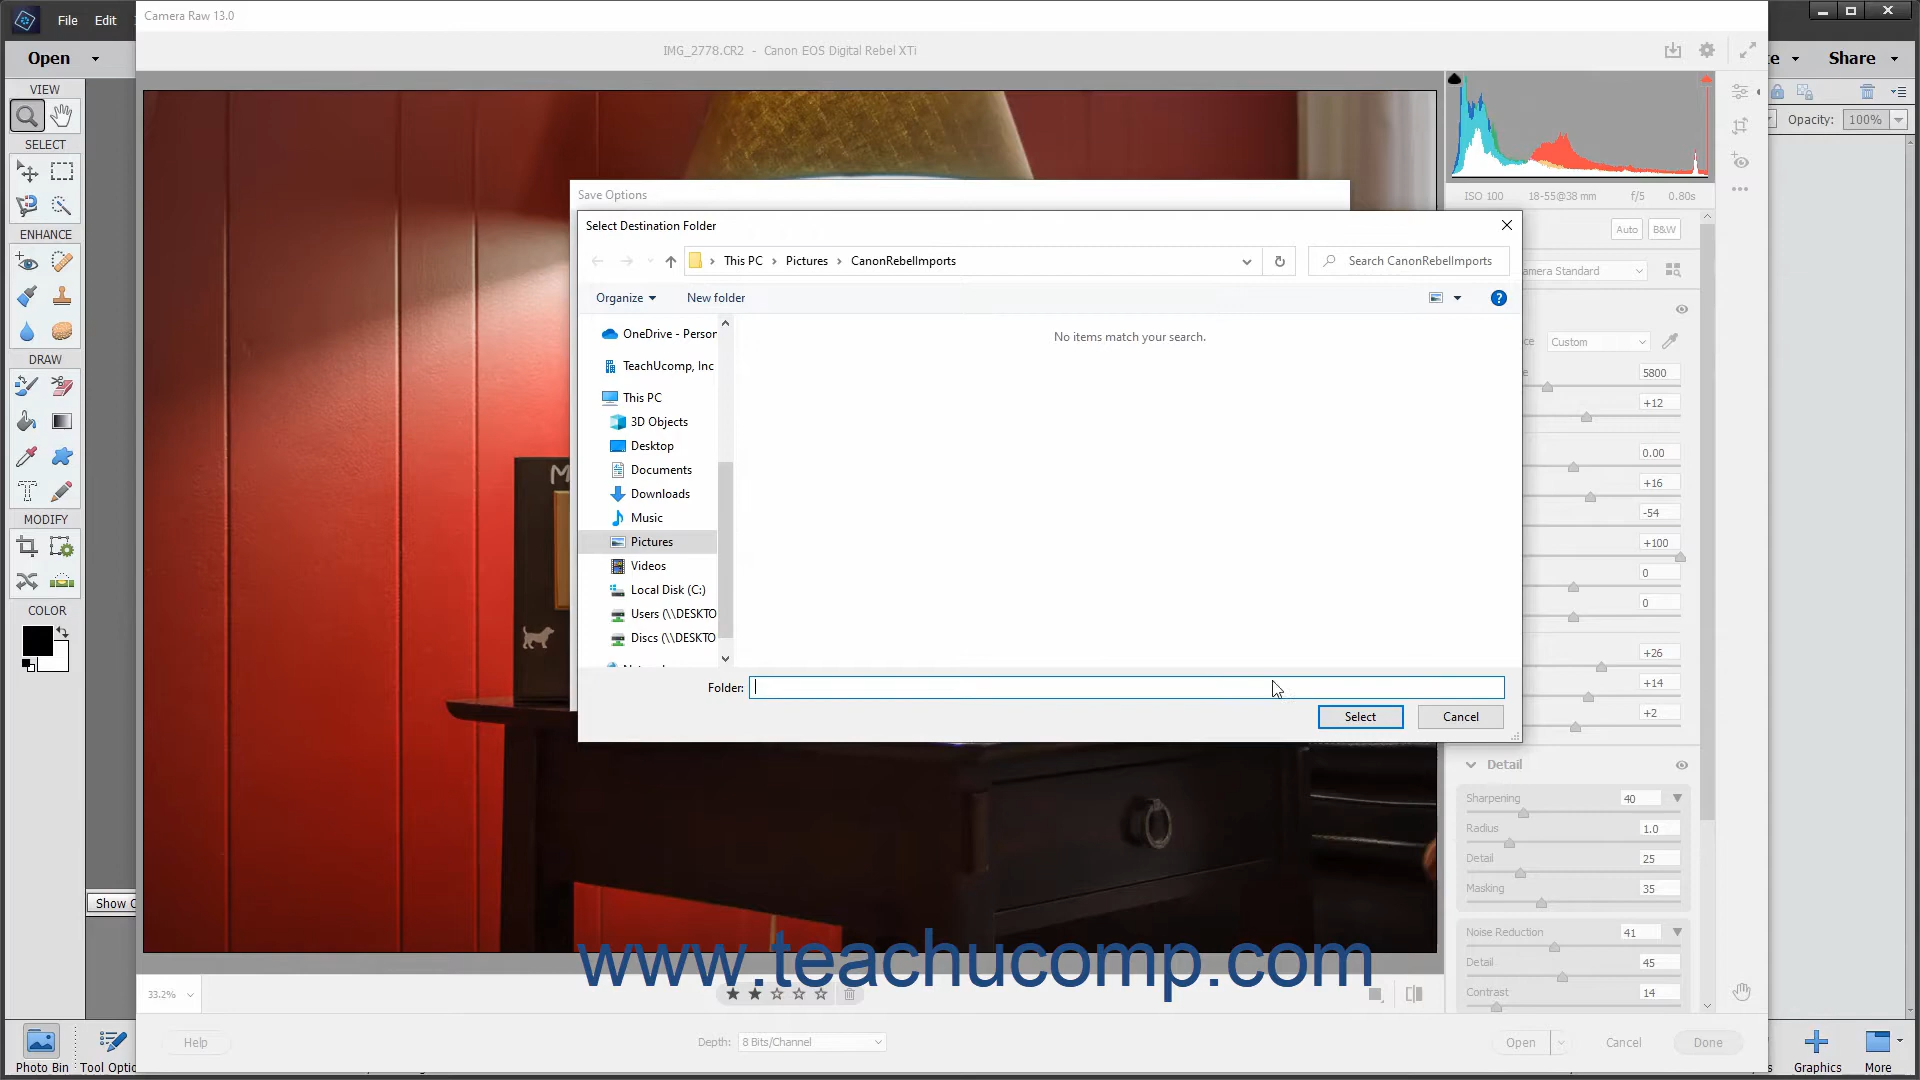 Camera Raw 13.0
File Edit
IMG_2778.CR2 - Canon EOS Digital Rebel XTi
Open
Share
VIEW
Opacity: 100%
SELECT
ISO 100 18-55@38 mm f/5 0.80s
Save Options
Select Destination Folder
Auto B&W
ENHANCE
This PC > Pictures > CanonRebelImports
Search CanonRebelImports
Camera Standard
Organize New folder
OneDrive - Person
No items match your search.
Custom
TeachUcomp, Inc
5800
DRAW
This PC
+12
3D Objects
Desktop
0.00
Documents
+16
Downloads
Music
-54
MODIFY
Pictures
+100
Videos
0
Local Disk (C:)
0
COLOR
Users (\\DESKTO
Discs (\\DESKTO
+26
Folder:
+14
Select Cancel
+2
Detail
Sharpening 40
Radius 1.0
Detail 25
Masking 35
Show
Noise Reduction 41
www.teachucomp.com
Detail 45
Contrast 14
33.2%
Help
Depth: 8 Bits/Channel
Open Cancel Done
Photo Bin Tool Optio
Graphics More